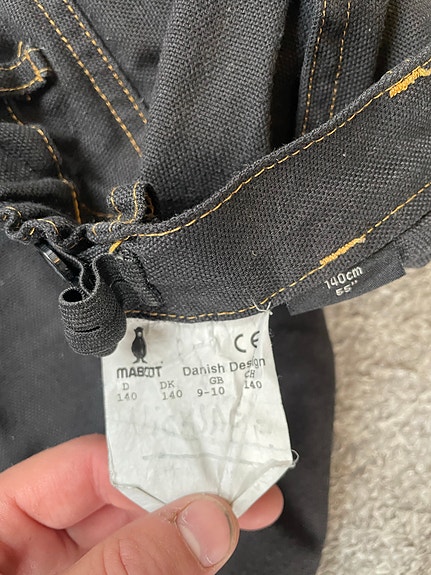 140cm
55"
CE
MASCOT
Danish Design
D DK GB CH
140 140 9-10 140